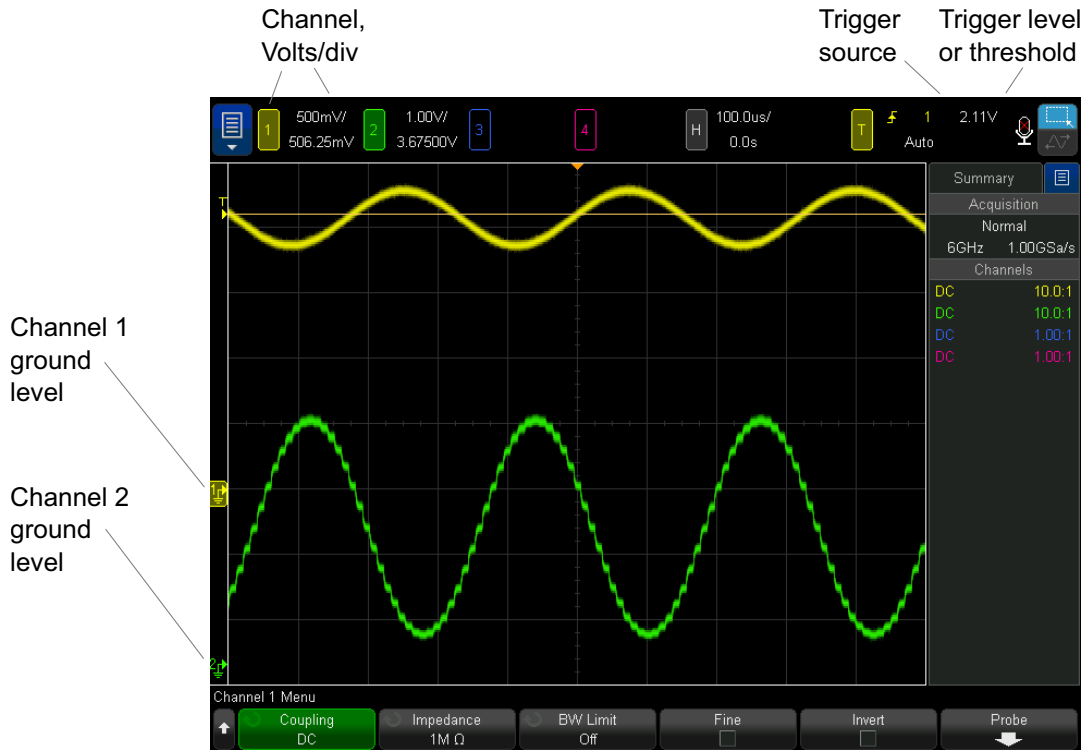 Channel,
Volts/div
Trigger
source
Trigger level
or threshold
1
500mV/
506.25mV
2
1.00V/
3.67500V
3
4
H
100.0us/
0.0s
T
1
Auto
2.11V
Summary
Acquisition
Normal
6GHz 1.00GSa/s
Channels
DC 10.0:1
DC 10.0:1
DC 1.00:1
DC 1.00:1
T
Channel 1
ground
level
1
Channel 2
ground
level
2
Channel 1 Menu
Coupling
DC
Impedance
1M Ω
BW Limit
Off
Fine
Invert
Probe